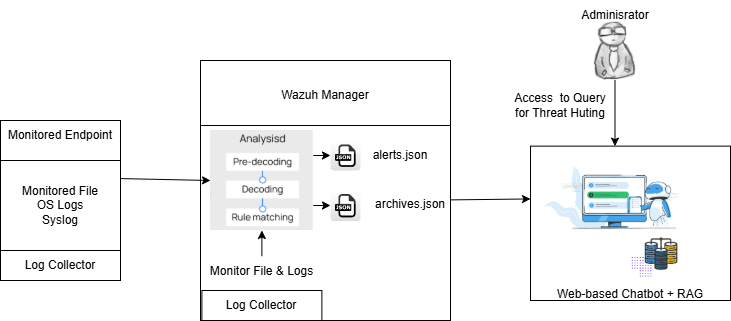 Adminisrator
Access to Query
for Threat Huting
Monitored Endpoint
Monitored File
OS Logs
Syslog
Log Collector
Wazuh Manager
Analysisd
Pre-decoding
Decoding
Rule matching
JSON
alerts.json
JSON
archives.json
Monitor File & Logs
Log Collector
Web-based Chatbot + RAG